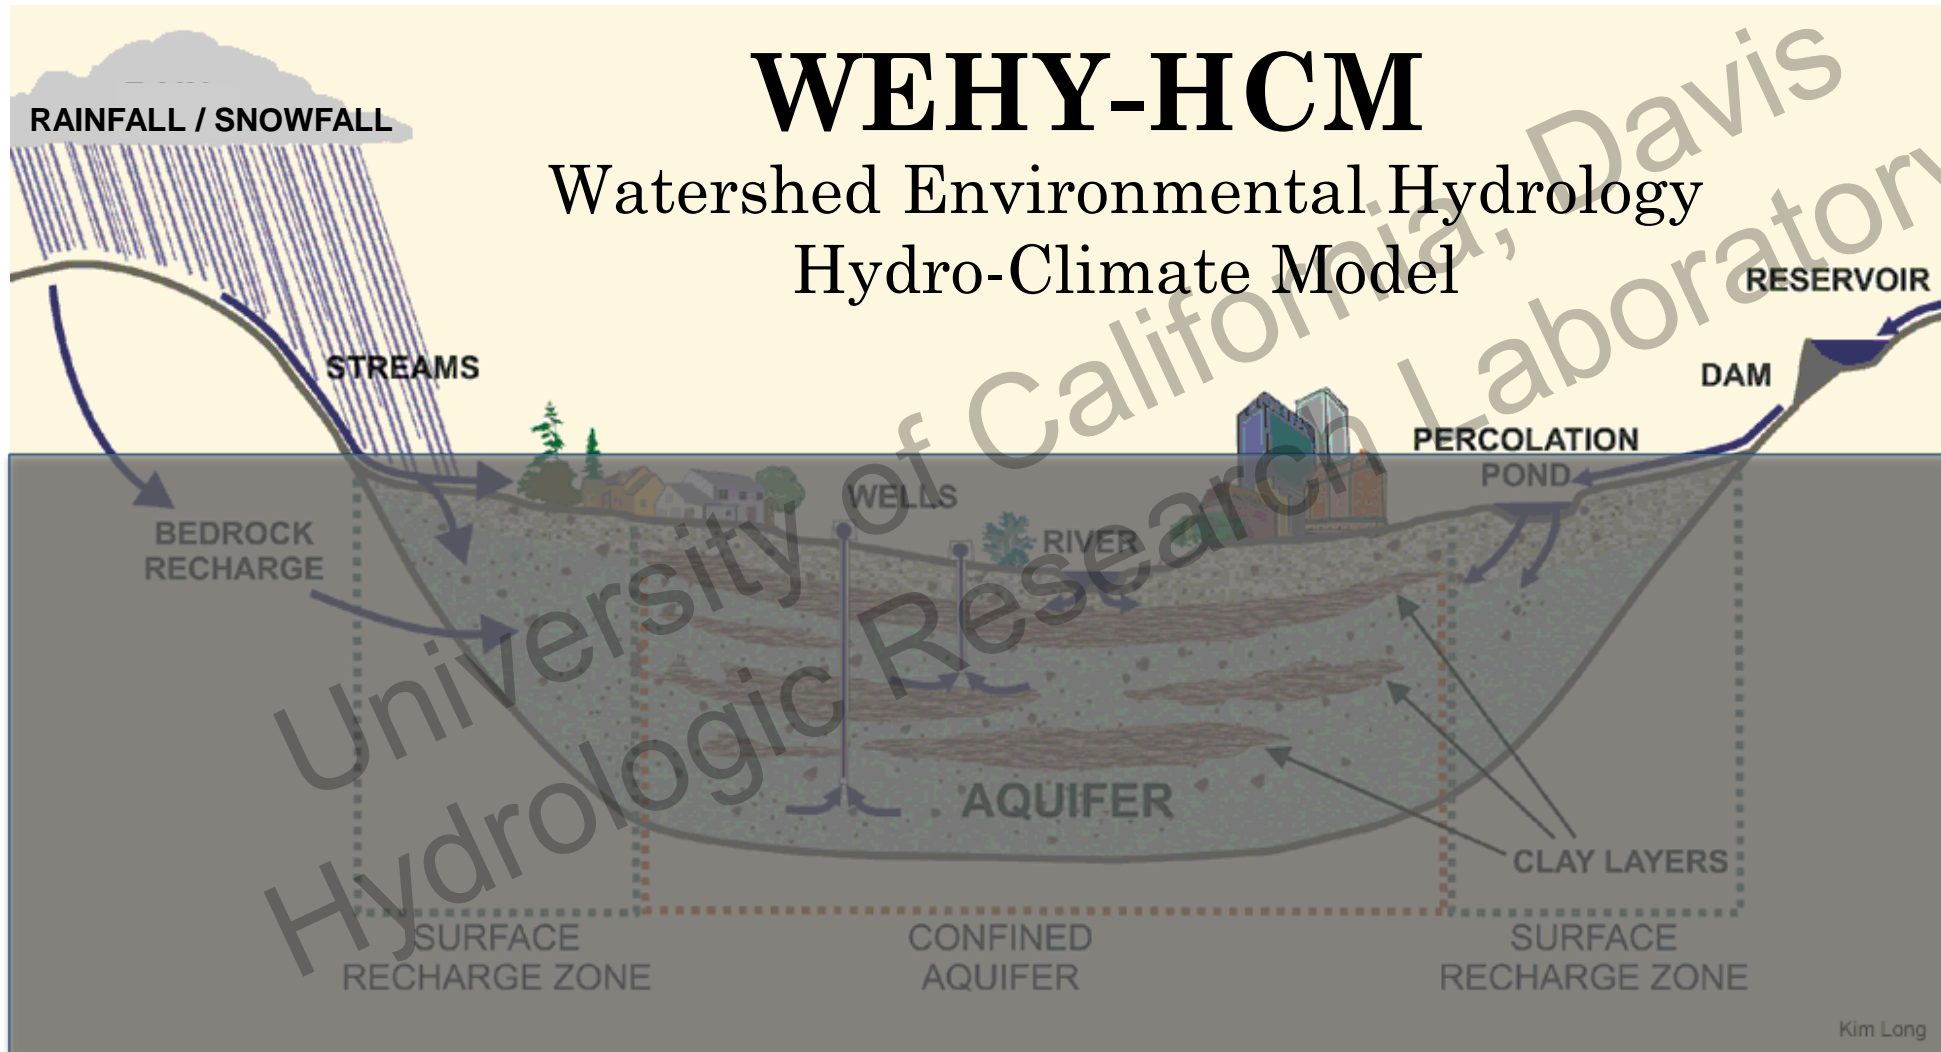 WEHY-HCM
Watershed Environmental Hydrology
Hydro-Climate Model
RAINFALL / SNOWFALL
RESERVOIR
STREAMS
DAM
PERCOLATION
POND
WELLS
BEDROCK
RECHARGE
RIVER
AQUIFER
CLAY LAYERS
SURFACE
RECHARGE ZONE
CONFINED
AQUIFER
SURFACE
RECHARGE ZONE
Kim Long
University of California, Davis
Hydrologic Research Laboratory